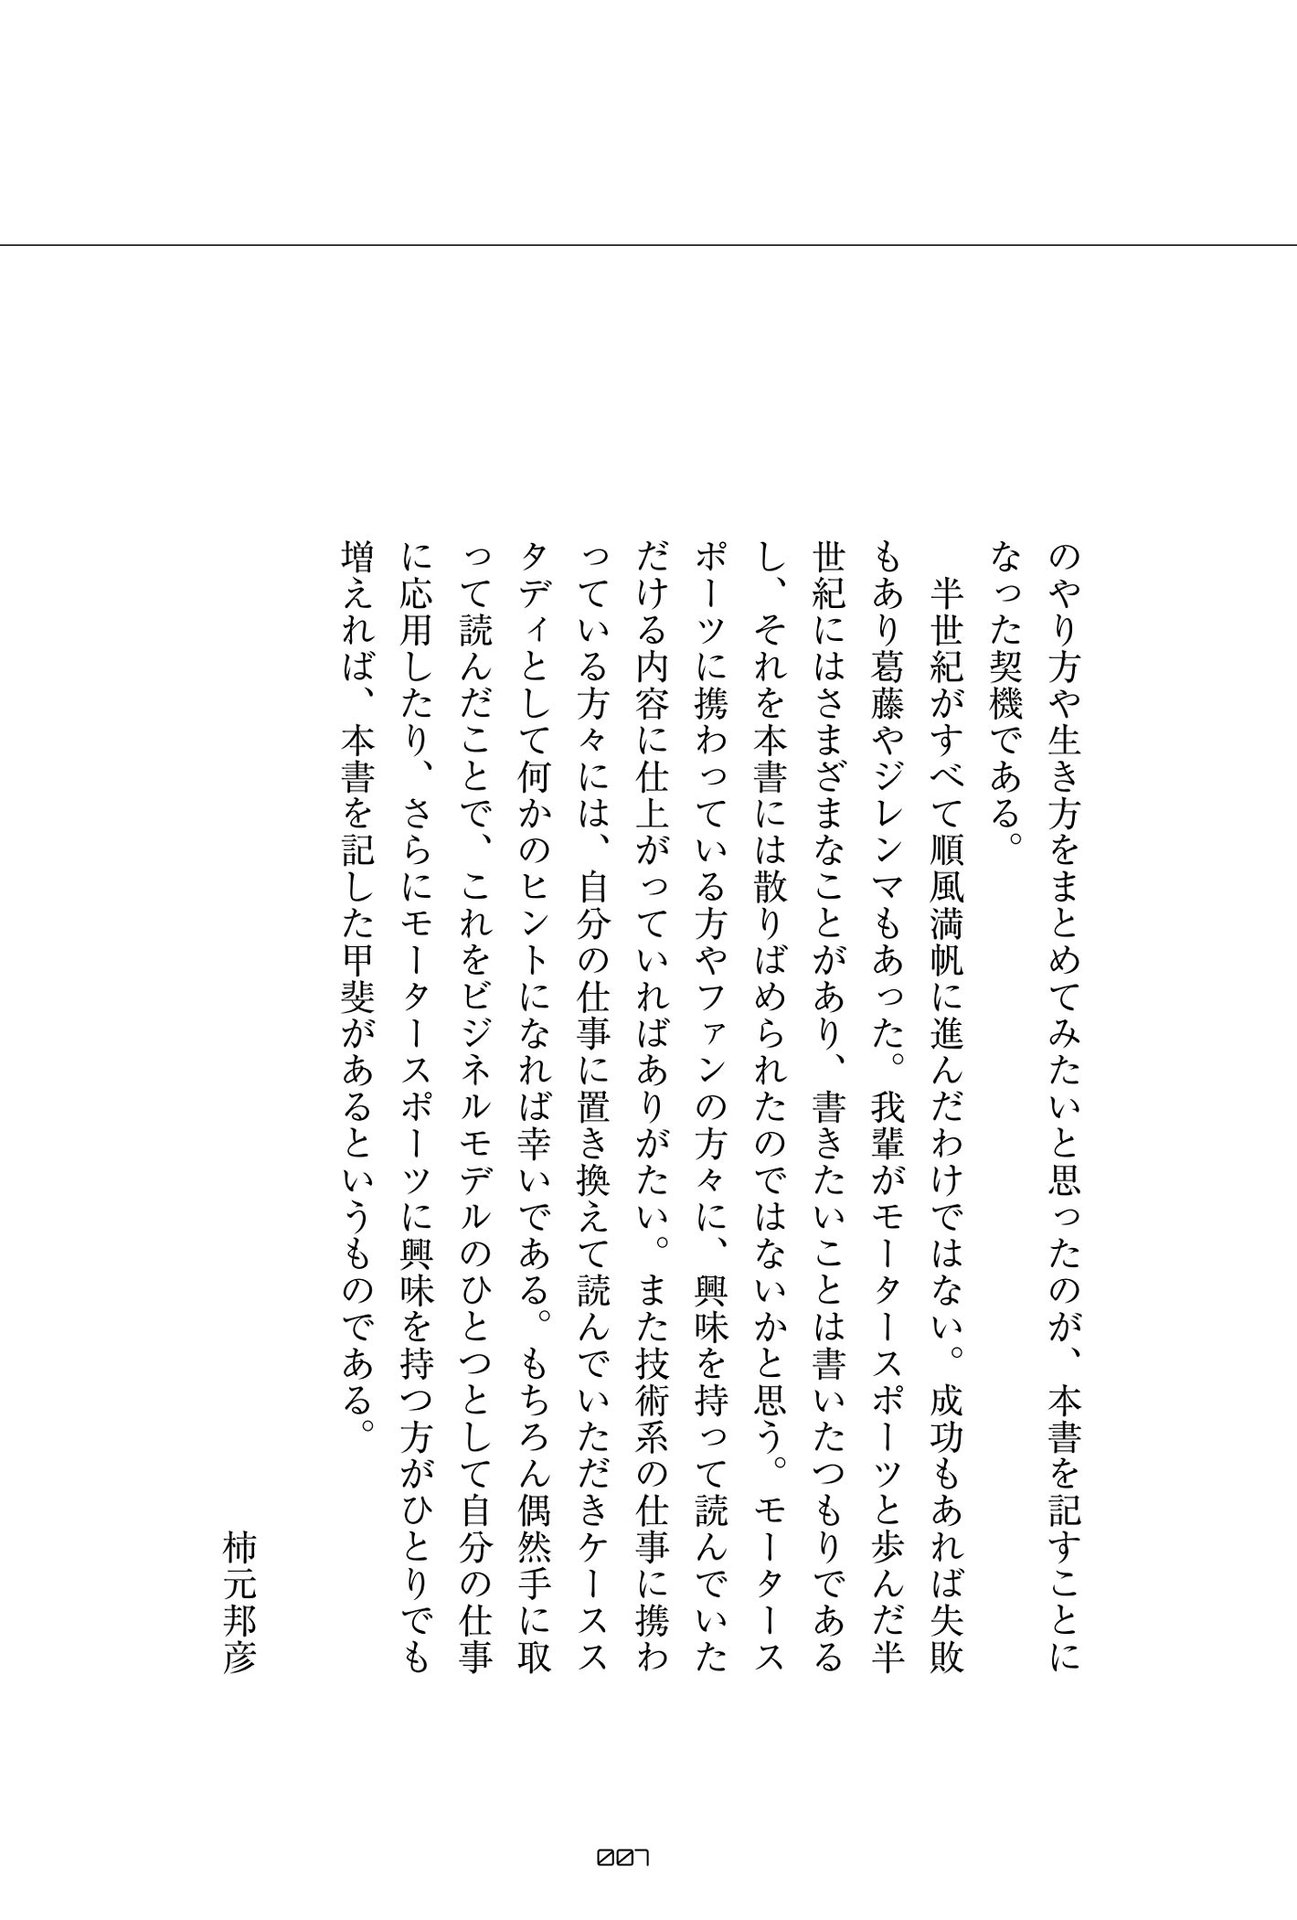 のやり方や生き方をまとめてみたいと思ったのが、本書を記すことに
なった契機である。
　半世紀がすべて順風満帆に進んだわけではない。成功もあれば失敗
もあり葛藤やジレンマもあった。我輩がモータースポーツと歩んだ半
世紀にはさまざまなことがあり、書きたいことは書いたつもりである
し、それを本書には散りばめられたのではないかと思う。モータース
ポーツに携わっている方やファンの方々に、興味を持って読んでいた
だける内容に仕上がっていればありがたい。また技術系の仕事に携わ
っている方々には、自分の仕事に置き換えて読んでいただきケースス
タディとして何かのヒントになれば幸いである。もちろん偶然手に取
って読んだことで、これをビジネルモデルのひとつとして自分の仕事
に応用したり、さらにモータースポーツに興味を持つ方がひとりでも
増えれば、本書を記した甲斐があるというものである。
柿元邦彦
007